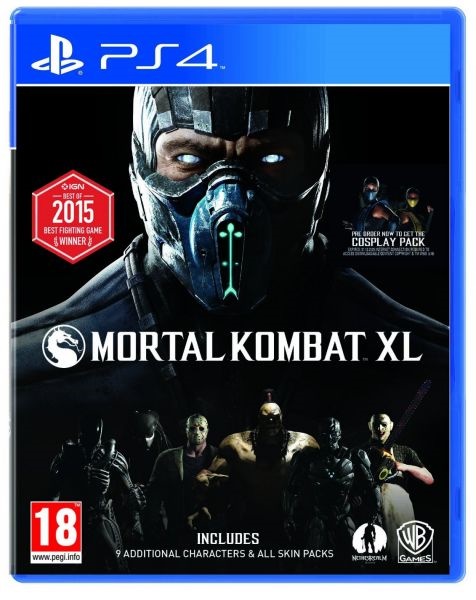 PS4
IGN
BEST OF
2015
BEST FIGHTING GAME
WINNER
PRE ORDER NOW TO GET THE
COSPLAY PACK
MORTAL KOMBAT XL
18
www.pegi.info
INCLUDES
9 ADDITIONAL CHARACTERS & ALL SKIN PACKS
NETHERREALM
WB
GAMES